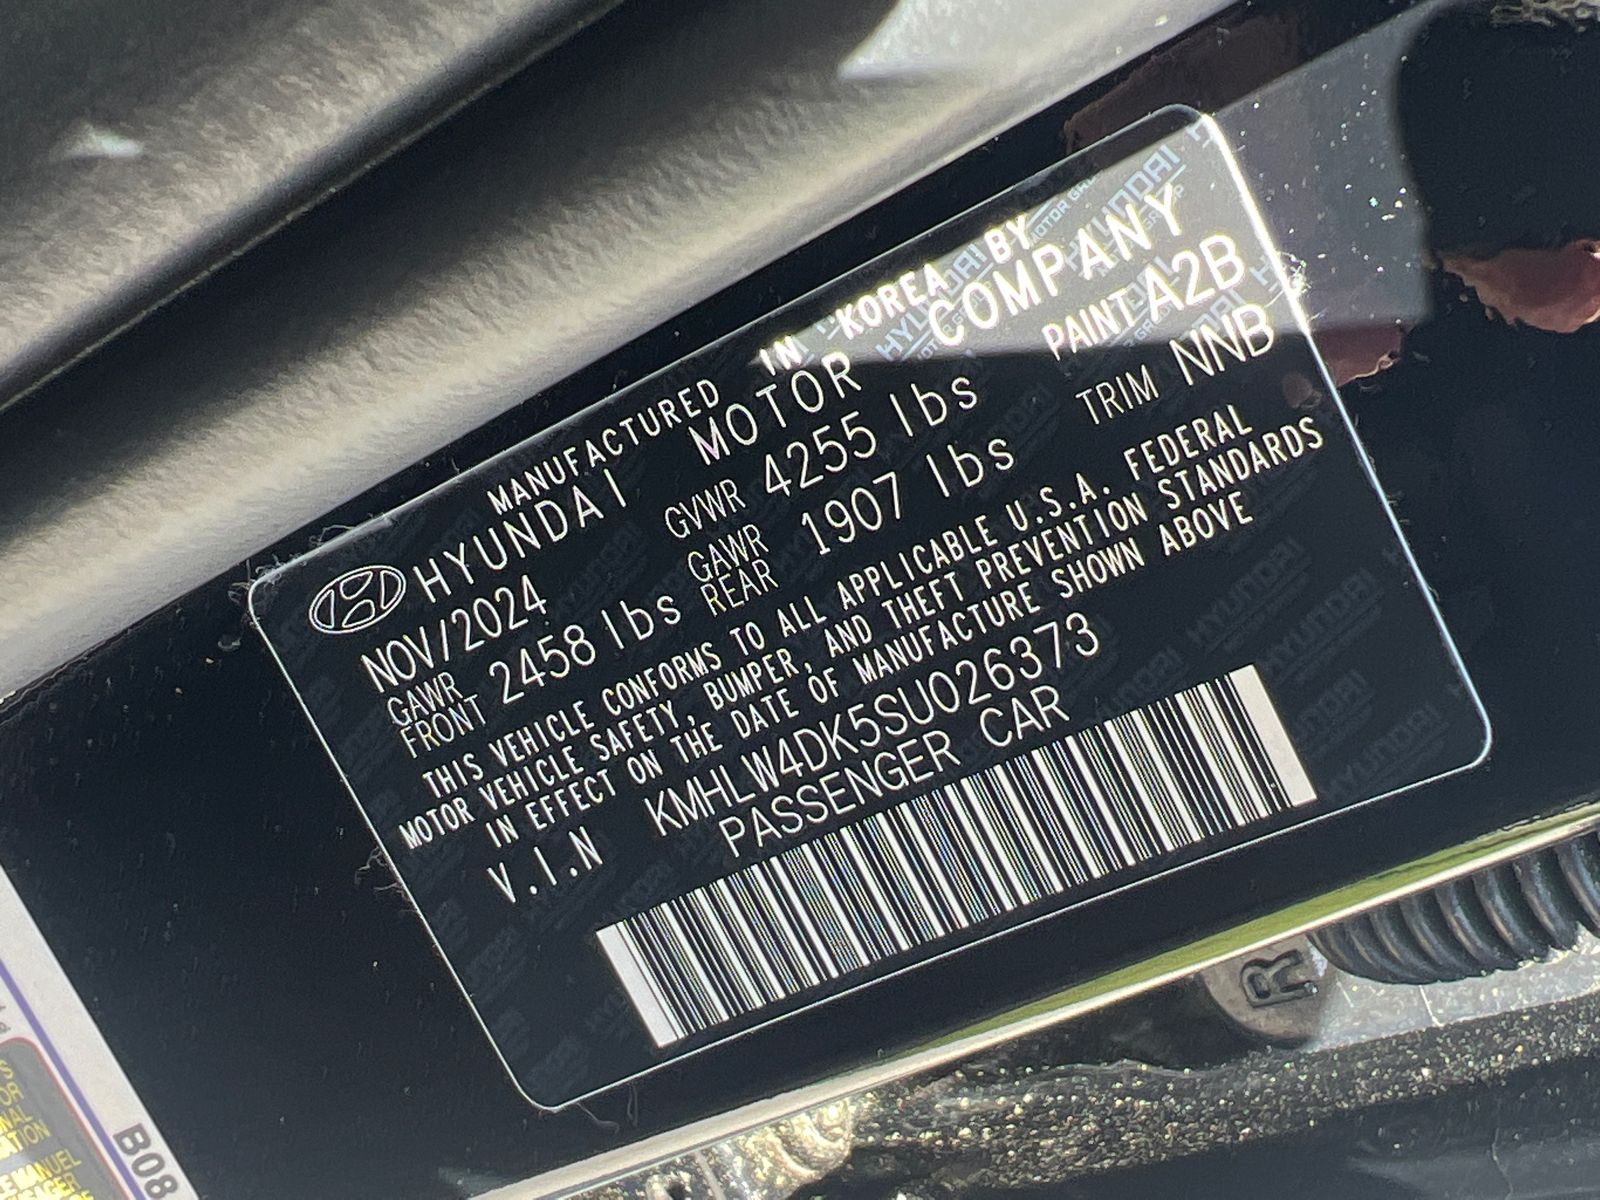 MANUFACTURED IN KOREA BY
HYUNDAI MOTOR COMPANY
NOV/2024 GVWR 4255 lbs PAINT A2B
GAWR FRONT 2458 lbs GAWR REAR 1907 lbs TRIM NNB
THIS VEHICLE CONFORMS TO ALL APPLICABLE U.S.A. FEDERAL
MOTOR VEHICLE SAFETY, BUMPER, AND THEFT PREVENTION STANDARDS
IN EFFECT ON THE DATE OF MANUFACTURE SHOWN ABOVE
V.I.N KMHLW4DK5SU026373
PASSENGER CAR
R
B08